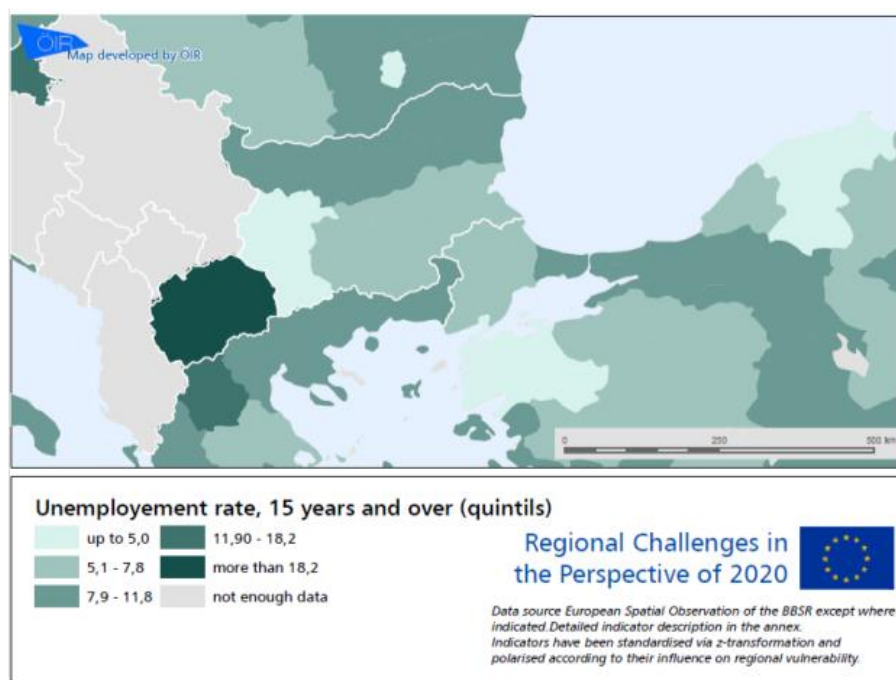 ÖIR
Map developed by ÖIR
0 250 500 km
Unemployement rate, 15 years and over (quintils)
up to 5,0
5,1 - 7,8
7,9 - 11,8
11,90 - 18,2
more than 18,2
not enough data
Regional Challenges in
the Perspective of 2020
Data source European Spatial Observation of the BBSR except where
indicated.Detailed indicator description in the annex.
Indicators have been standardised via z-transformation and
polarised according to their influence on regional vulnerability.